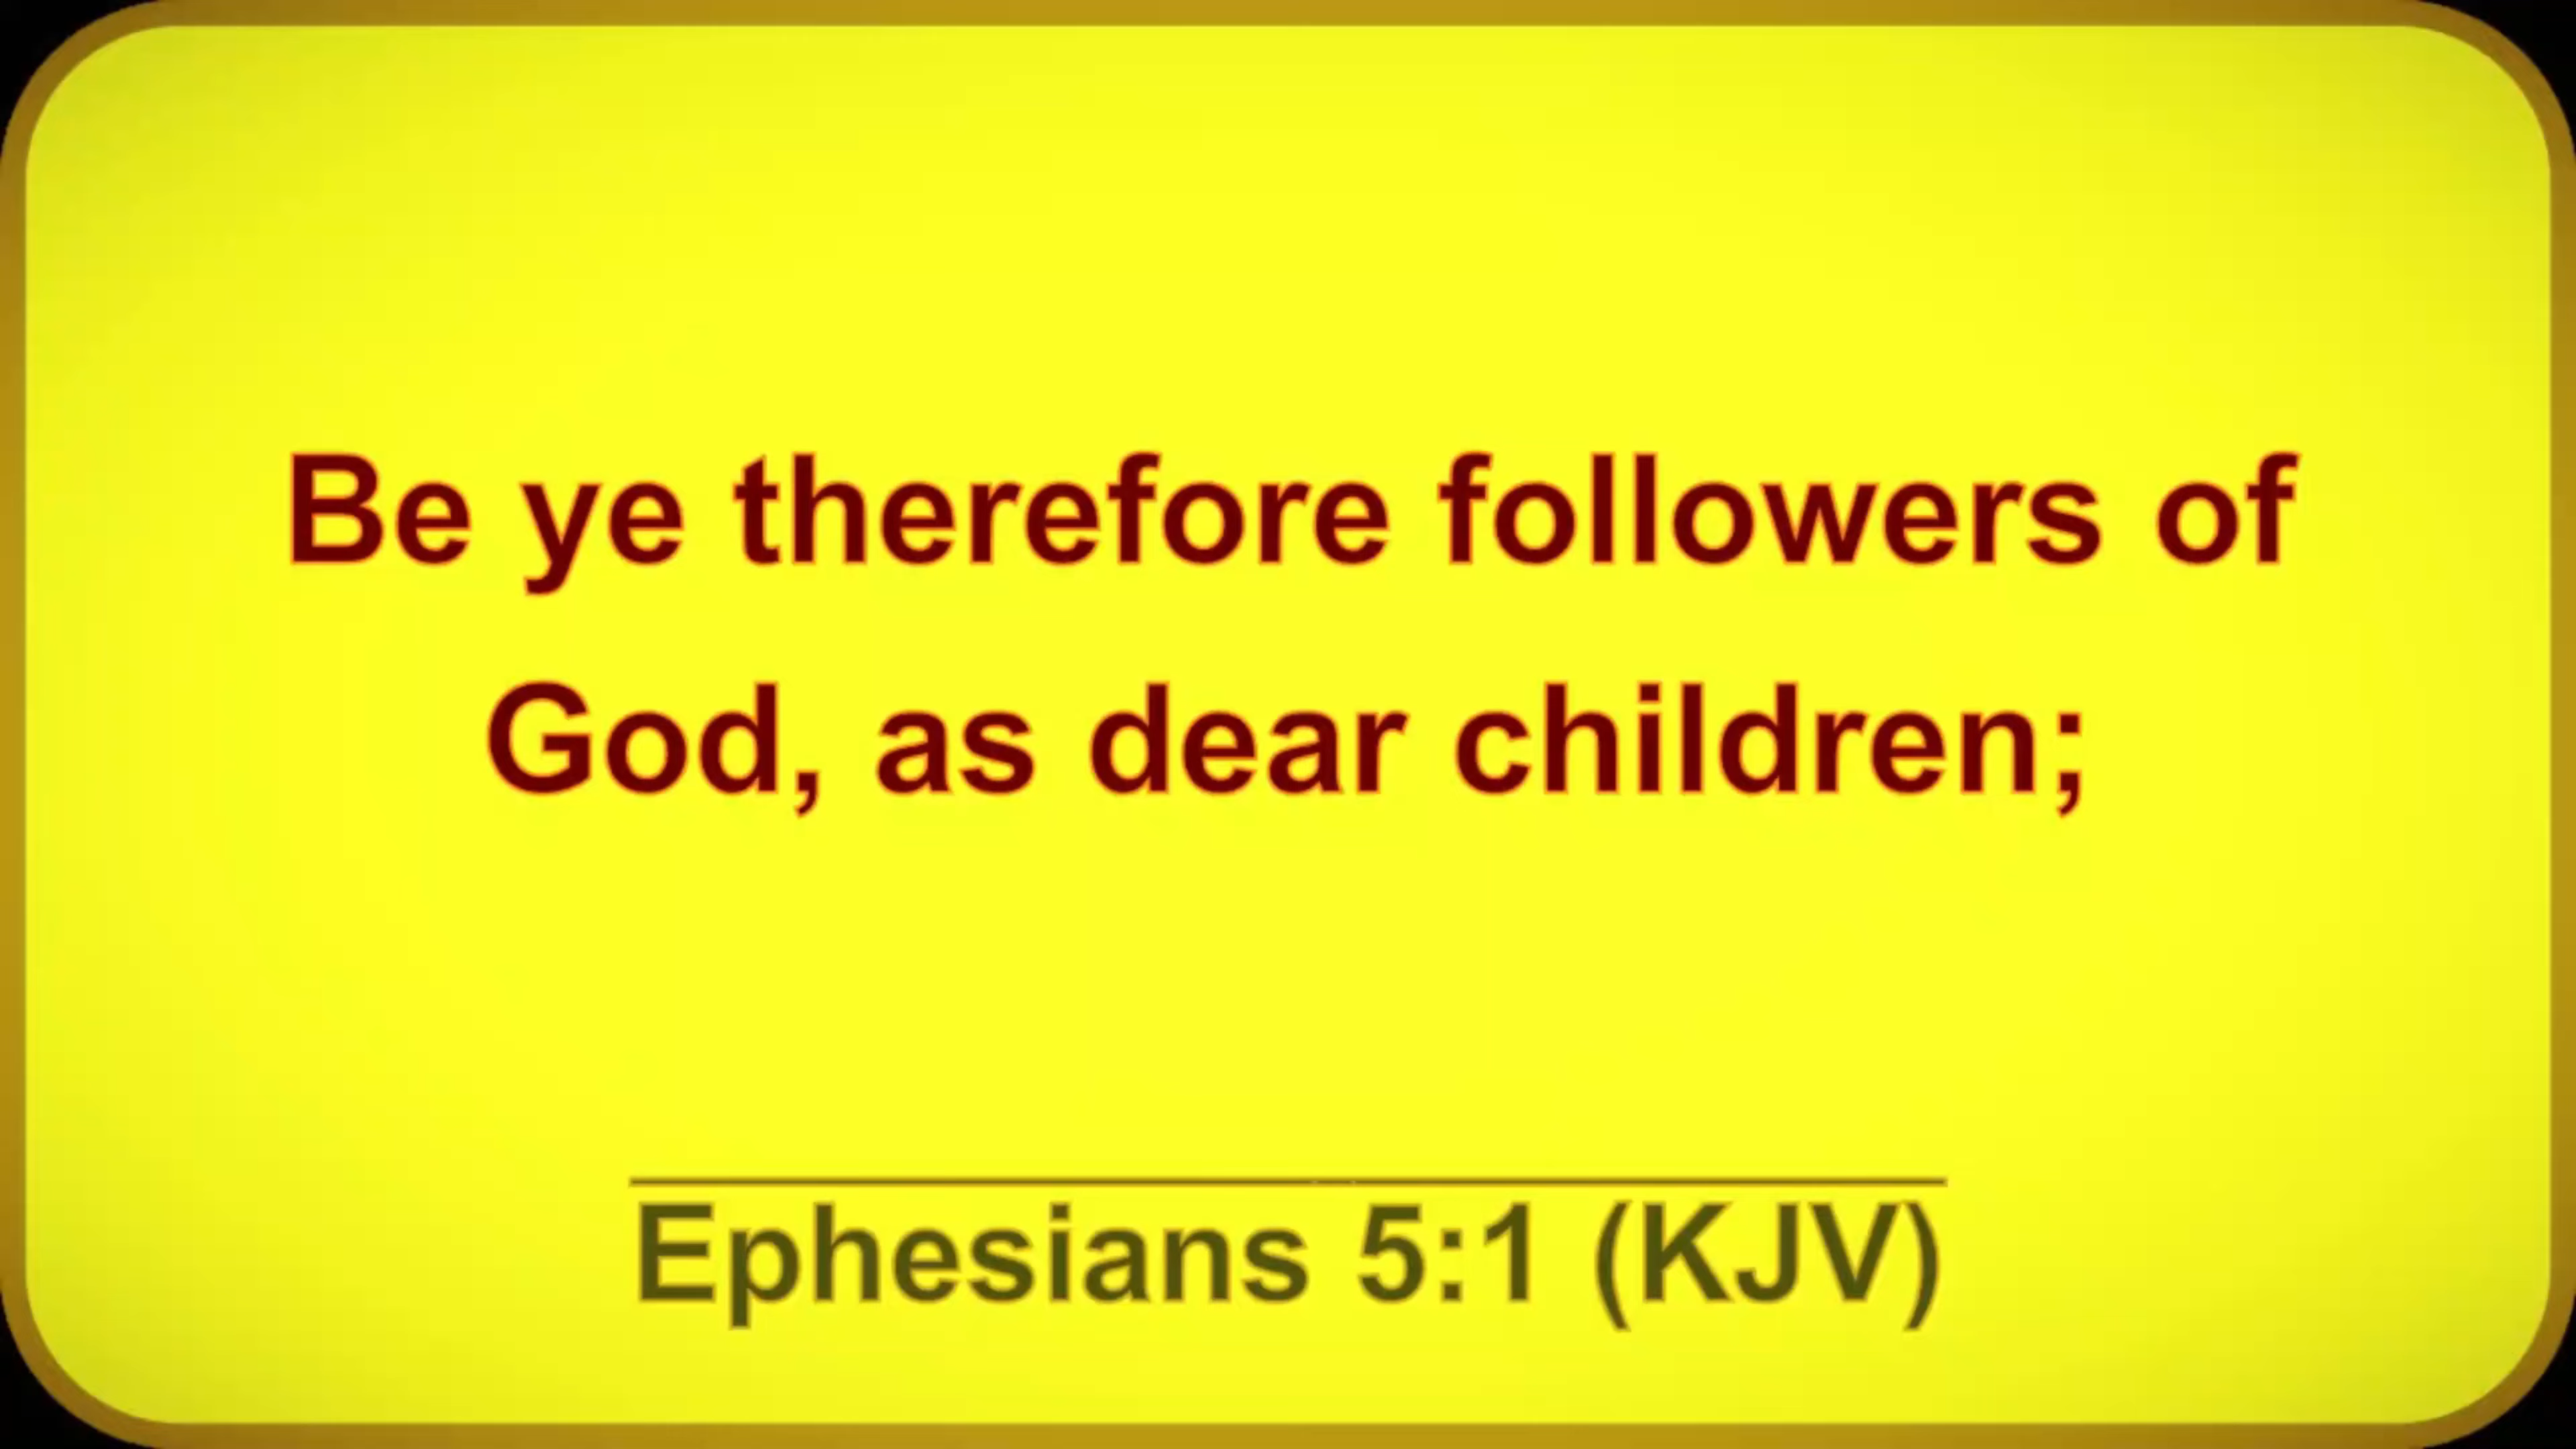 Be ye therefore followers of
God, as dear children;
Ephesians 5:1 (KJV)